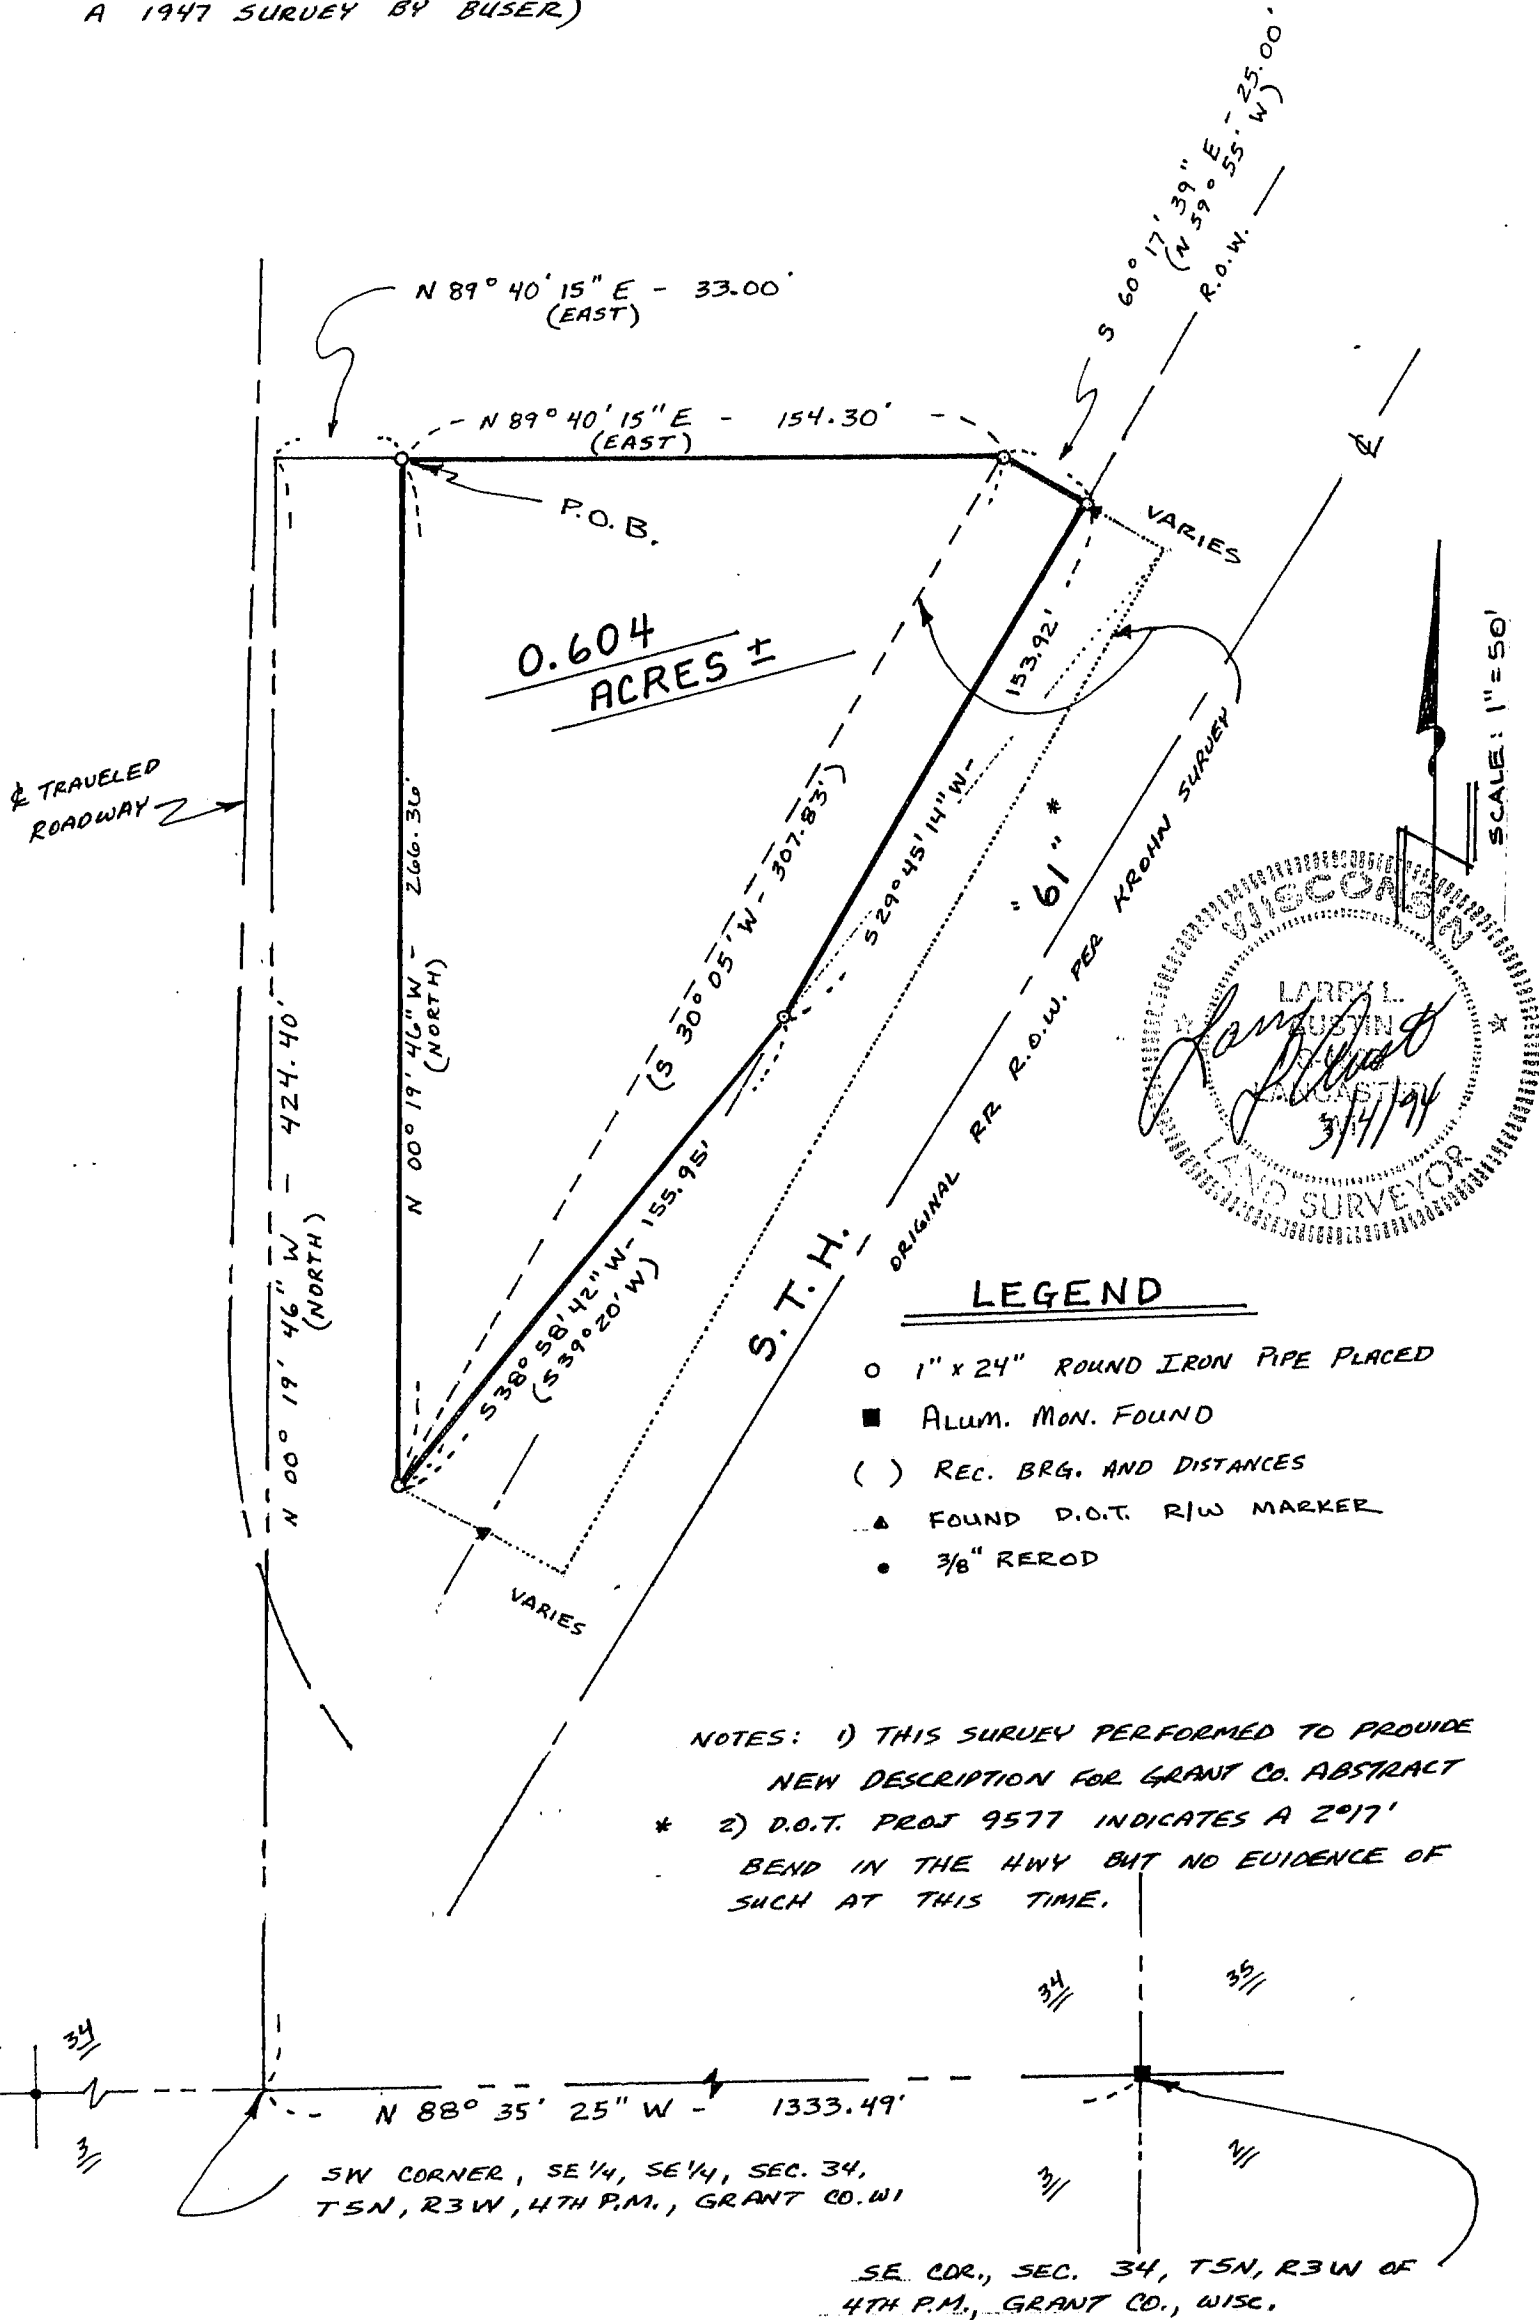 A 1947 SURVEY BY BUSER)
S 60° 17' 39" E - 25.00'
(N 59° 55' W)
R.O.W.
N 89° 40' 15" E - 33.00'
(EAST)
N 89° 40' 15" E - 154.30'
(EAST)
℄
P.O.B.
VARIES
0.604
ACRES ±
153.92'
SCALE: 1"=50'
℄ TRAVELED
ROADWAY
266.36'
N 00° 19' 46" W -
(NORTH)
(S 30° 05' W - 307.83')
S 29° 45' 14" W -
"61" *
S. T. H.
ORIGINAL RR R.O.W. PER KROHN SURVEY
N 00° 19' 46" W - 424.40'
(NORTH)
S 38° 58' 42" W - 155.95'
(S 39° 20' W)
VARIES
WISCONSIN
LARRY L.
AUSTIN
LANCASTER
3/4/94
LAND SURVEYOR
LEGEND
1" x 24" ROUND IRON PIPE PLACED
ALUM. MON. FOUND
( ) REC. BRG. AND DISTANCES
FOUND D.O.T. R/W MARKER
3/8" REROD
NOTES: 1) THIS SURVEY PERFORMED TO PROVIDE
NEW DESCRIPTION FOR GRANT CO. ABSTRACT
* 2) D.O.T. PROJ 9577 INDICATES A 2°17'
BEND IN THE HWY BUT NO EVIDENCE OF
SUCH AT THIS TIME.
34
35
34
3
N 88° 35' 25" W - 1333.49'
3
2
SW CORNER, SE 1/4, SE 1/4, SEC. 34,
T5N, R3W, 4TH P.M., GRANT CO. WI
SE COR., SEC. 34, T5N, R3W OF
4TH P.M., GRANT CO., WISC.